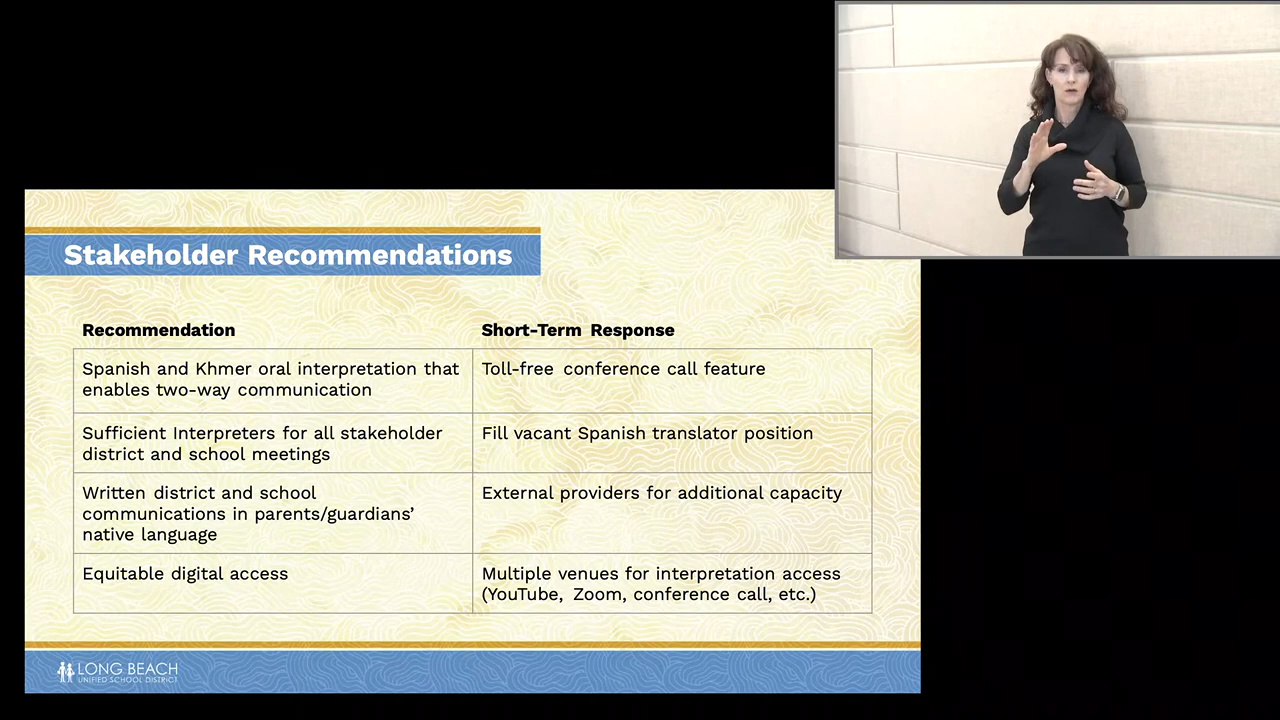 Stakeholder Recommendations
Recommendation
Short-Term Response
Spanish and Khmer oral interpretation that
enables two-way communication
Toll-free conference call feature
Sufficient Interpreters for all stakeholder
district and school meetings
Fill vacant Spanish translator position
Written district and school
communications in parents/guardians’
native language
External providers for additional capacity
Equitable digital access
Multiple venues for interpretation access
(YouTube, Zoom, conference call, etc.)
LONG BEACH
UNIFIED SCHOOL DISTRICT